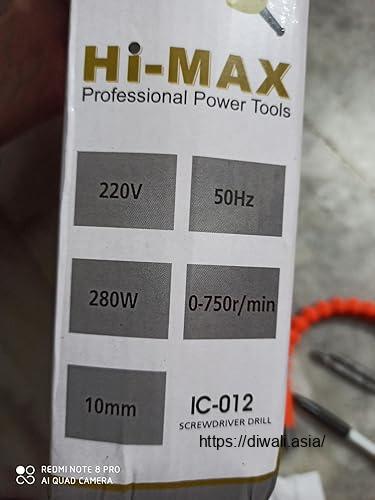 Hi-MAX
Professional Power Tools
220V
50Hz
280W
0-750r/min
10mm
IC-012
SCREWDRIVER DRILL
https://diwali.asia/
REDMI NOTE 8 PRO
AI QUAD CAMERA